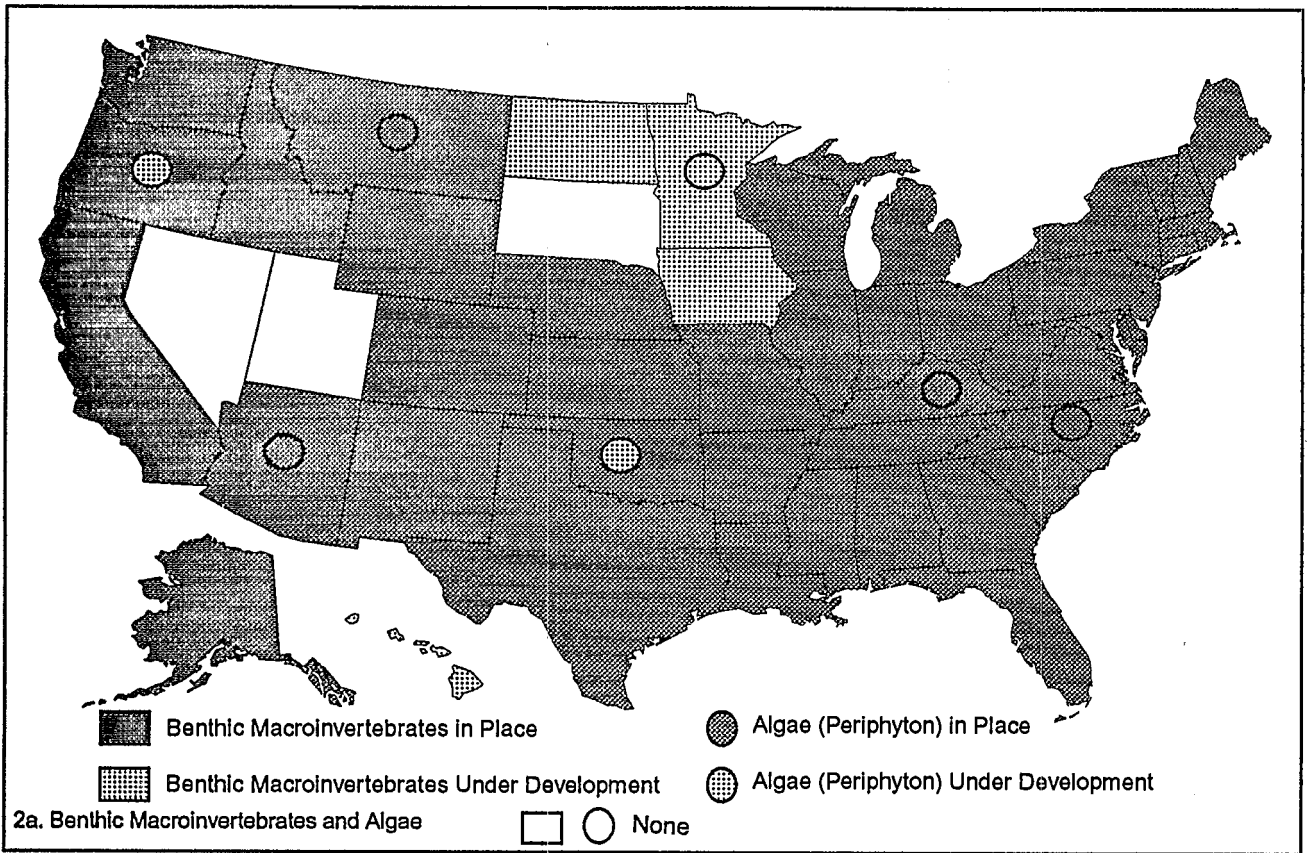 Benthic Macroinvertebrates in Place
Algae (Periphyton) in Place
Benthic Macroinvertebrates Under Development
Algae (Periphyton) Under Development
2a. Benthic Macroinvertebrates and Algae
None